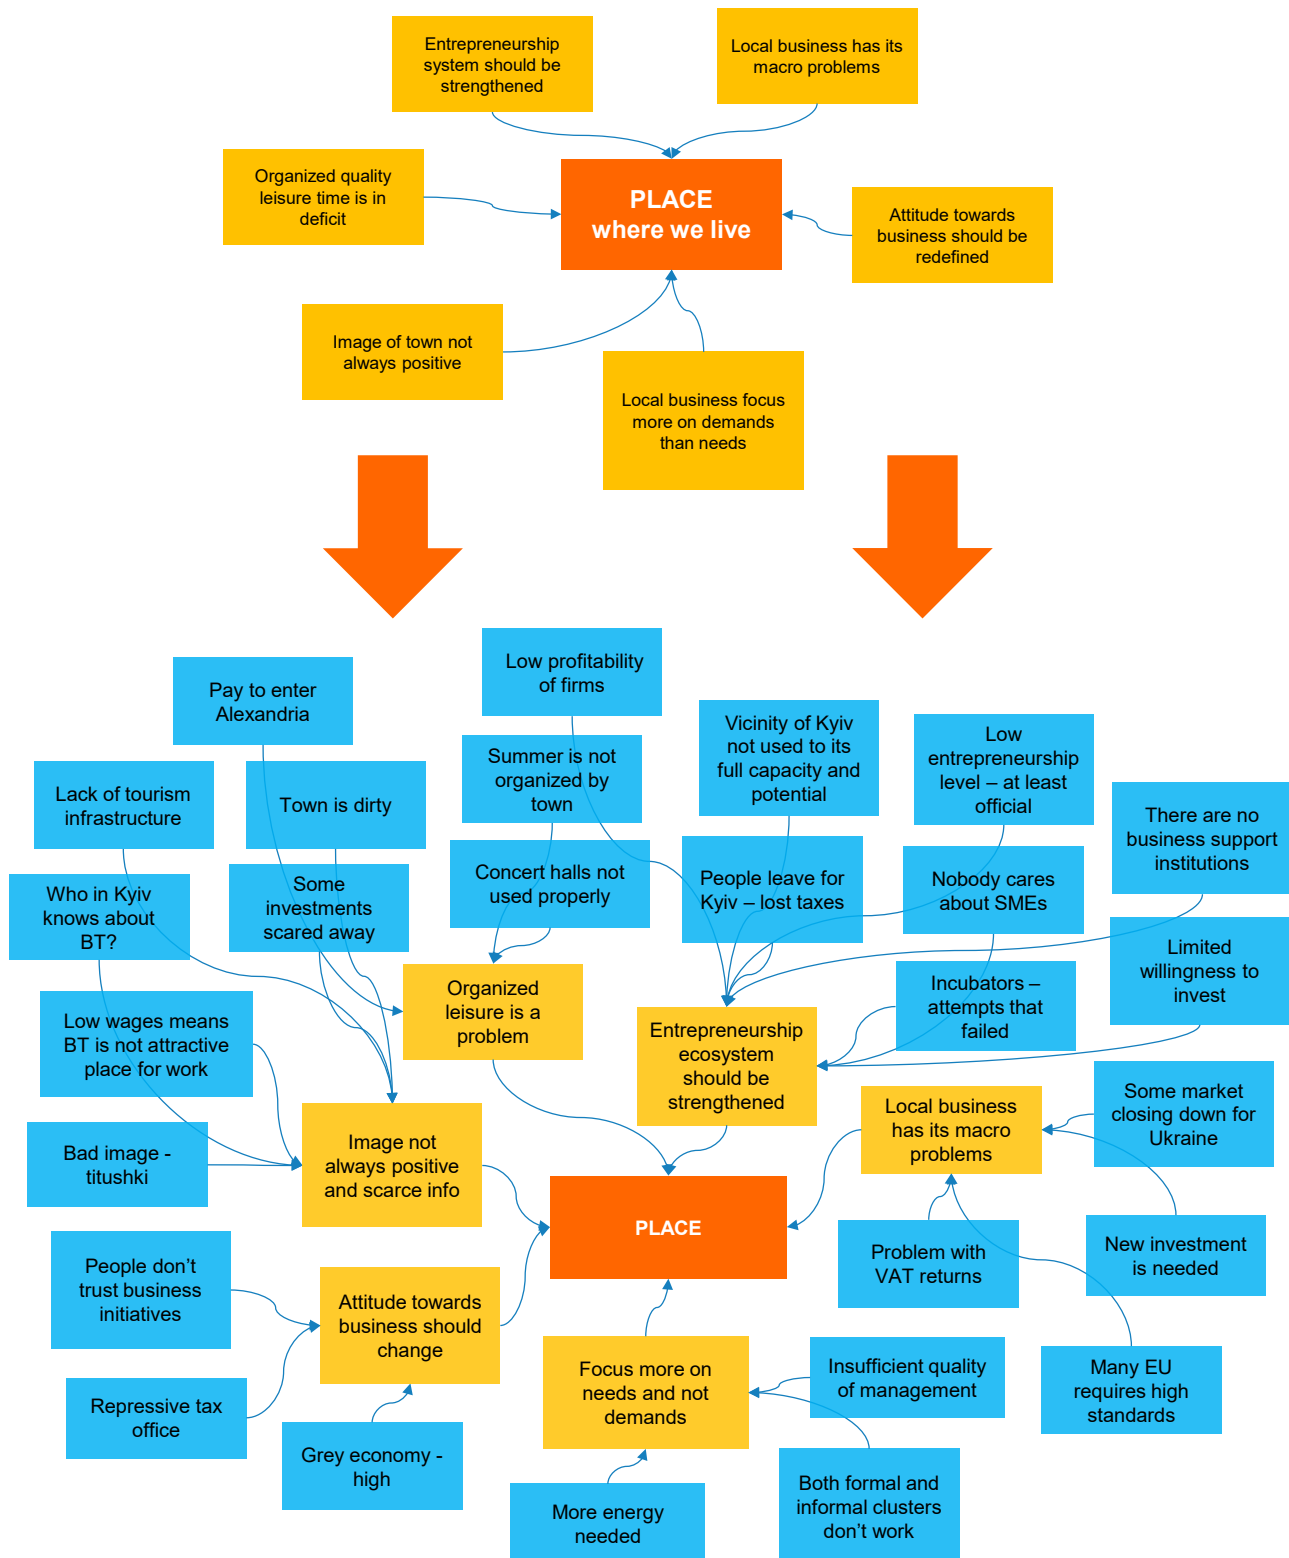 Entrepreneurship
system should be
strengthened
Local business has its
macro problems
Organized quality
leisure time is in
deficit
PLACE
where we live
Attitude towards
business should be
redefined
Image of town not
always positive
Local business focus
more on demands
than needs
Low profitability
of firms
Pay to enter
Alexandria
Vicinity of Kyiv
not used to its
full capacity and
potential
Low
entrepreneurship
level – at least
official
Summer is not
organized by
town
Lack of tourism
infrastructure
Town is dirty
There are no
business support
institutions
Concert halls not
used properly
People leave for
Kyiv – lost taxes
Nobody cares
about SMEs
Who in Kyiv
knows about
BT?
Some
investments
scared away
Limited
willingness to
invest
Organized
leisure is a
problem
Incubators –
attempts that
failed
Low wages means
BT is not attractive
place for work
Entrepreneurship
ecosystem
should be
strengthened
Some market
closing down for
Ukraine
Local business
has its macro
problems
Bad image -
titushki
Image not
always positive
and scarce info
PLACE
Problem with
VAT returns
New investment
is needed
People don’t
trust business
initiatives
Attitude towards
business should
change
Focus more on
needs and not
demands
Insufficient quality
of management
Many EU
requires high
standards
Repressive tax
office
Grey economy -
high
More energy
needed
Both formal and
informal clusters
don’t work